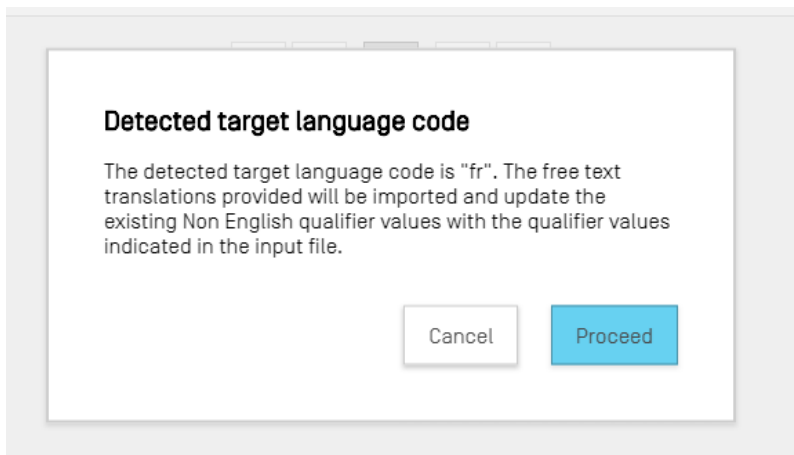 Detected target language code
The detected target language code is "fr". The free text
translations provided will be imported and update the
existing Non English qualifier values with the qualifier values
indicated in the input file.
Cancel
Proceed